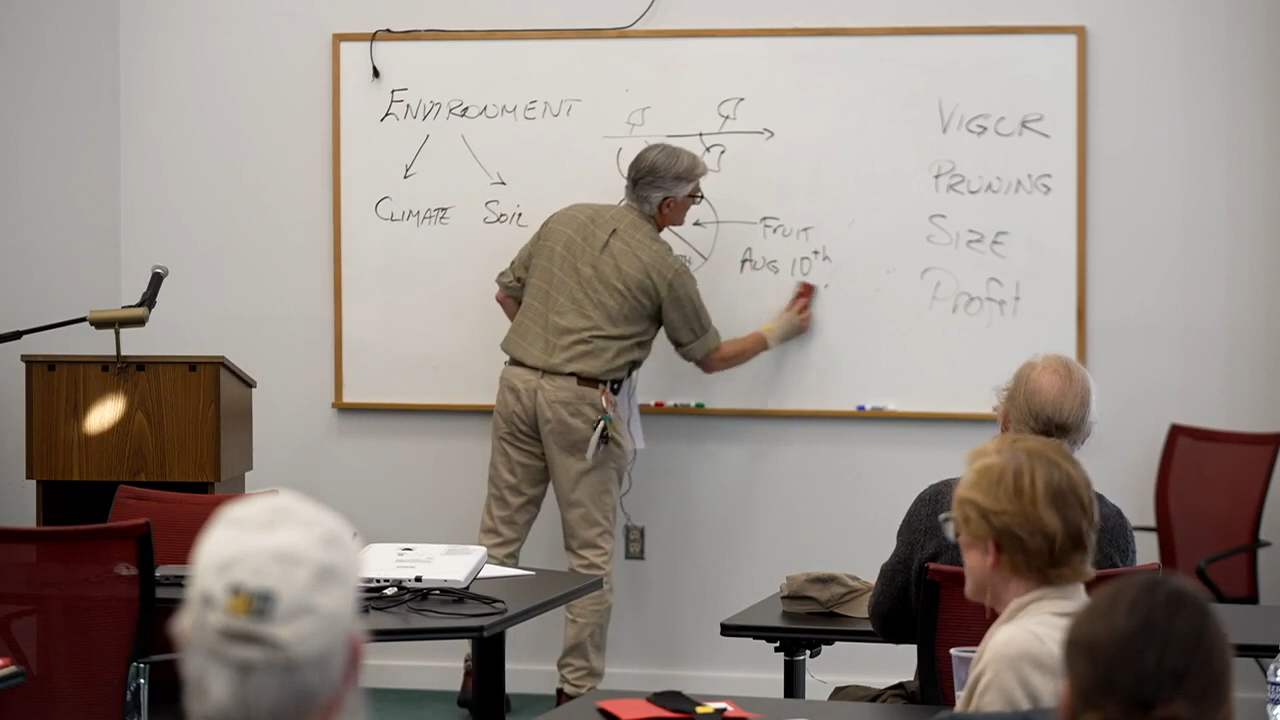 ENVIRONMENT
CLIMATE SOIL
FRUIT
AUG 10th
VIGOR
PRUNING
SIZE
Profit